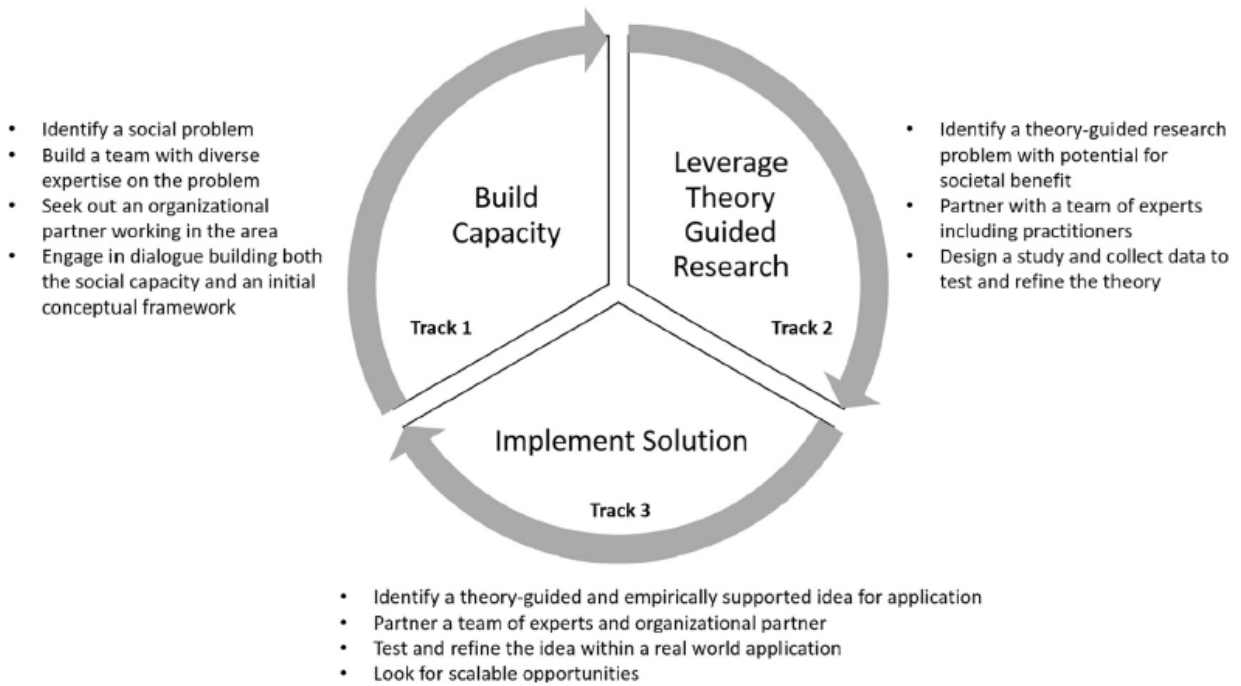 • Identify a social problem
• Build a team with diverse
expertise on the problem
• Seek out an organizational
partner working in the area
• Engage in dialogue building both
the social capacity and an initial
conceptual framework
Build
Capacity
Track 1
Leverage
Theory
Guided
Research
Track 2
• Identify a theory-guided research
problem with potential for
societal benefit
• Partner with a team of experts
including practitioners
• Design a study and collect data to
test and refine the theory
Implement Solution
Track 3
• Identify a theory-guided and empirically supported idea for application
• Partner a team of experts and organizational partner
• Test and refine the idea within a real world application
• Look for scalable opportunities